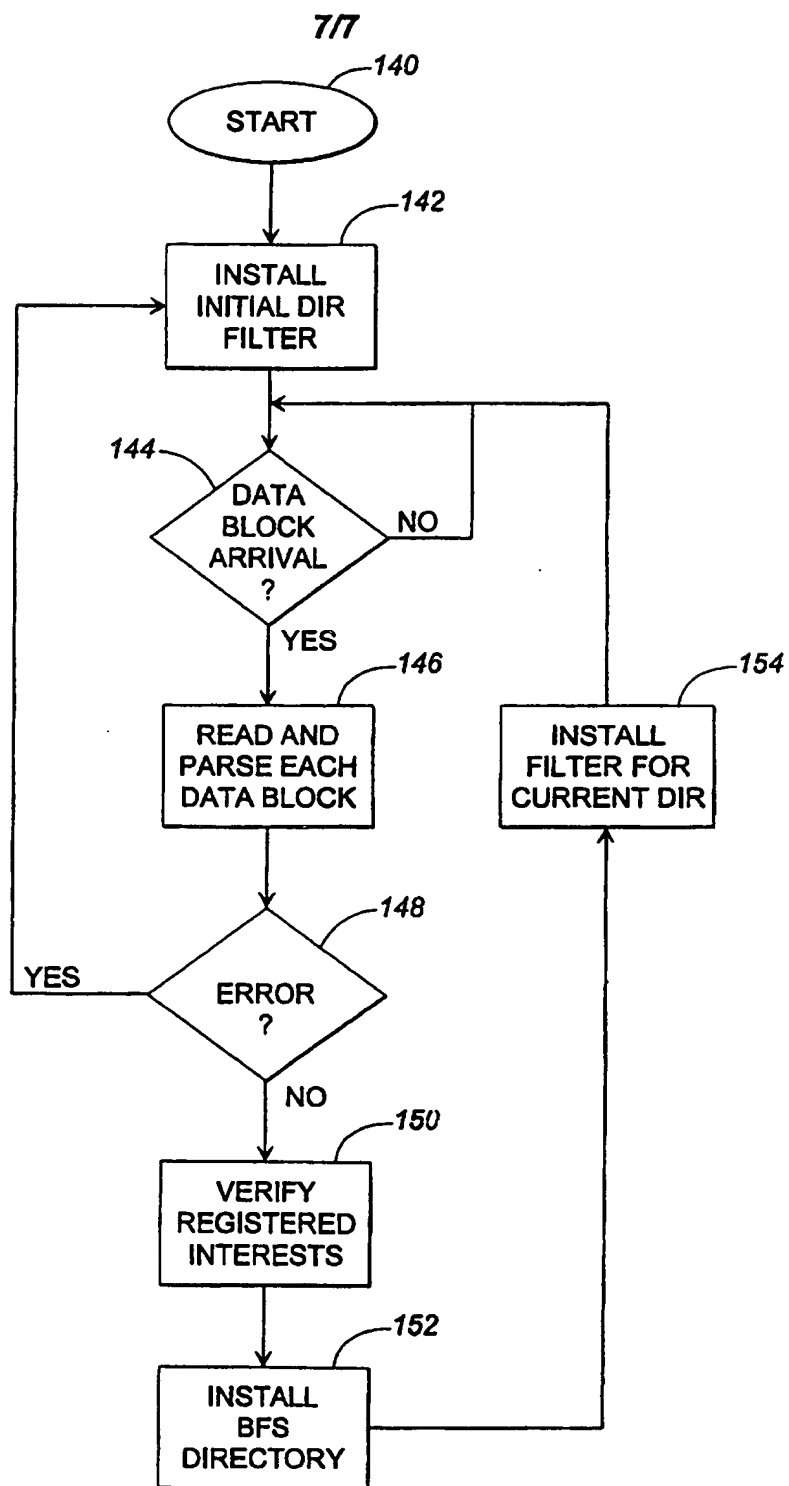 7/7
140
START
142
INSTALL
INITIAL DIR
FILTER
144
DATA
BLOCK
ARRIVAL
?
NO
YES
146
READ AND
PARSE EACH
DATA BLOCK
154
INSTALL
FILTER FOR
CURRENT DIR
148
ERROR
?
YES
NO
150
VERIFY
REGISTERED
INTERESTS
152
INSTALL
BFS
DIRECTORY